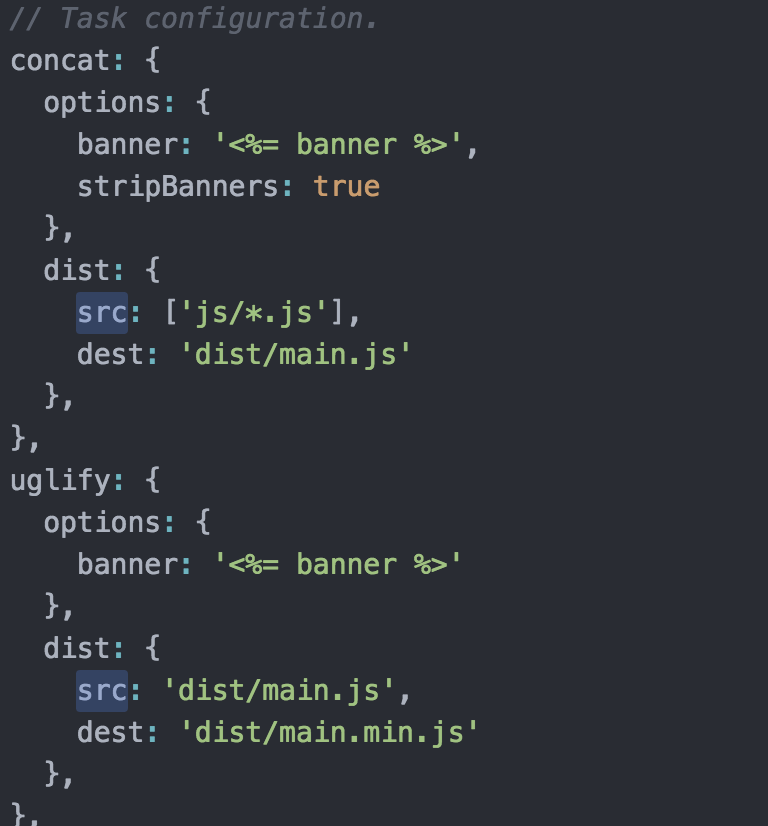 // Task configuration.
concat: {
  options: {
    banner: '<%= banner %>',
    stripBanners: true
  },
  dist: {
    src: ['js/*.js'],
    dest: 'dist/main.js'
  },
},
uglify: {
  options: {
    banner: '<%= banner %>'
  },
  dist: {
    src: 'dist/main.js',
    dest: 'dist/main.min.js'
  },
},